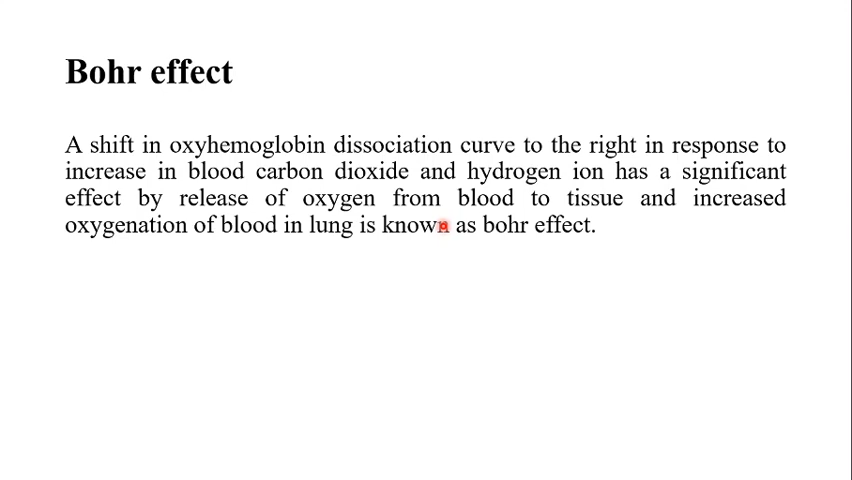 Bohr effect
A shift in oxyhemoglobin dissociation curve to the right in response to
increase in blood carbon dioxide and hydrogen ion has a significant
effect by release of oxygen from blood to tissue and increased
oxygenation of blood in lung is known as bohr effect.